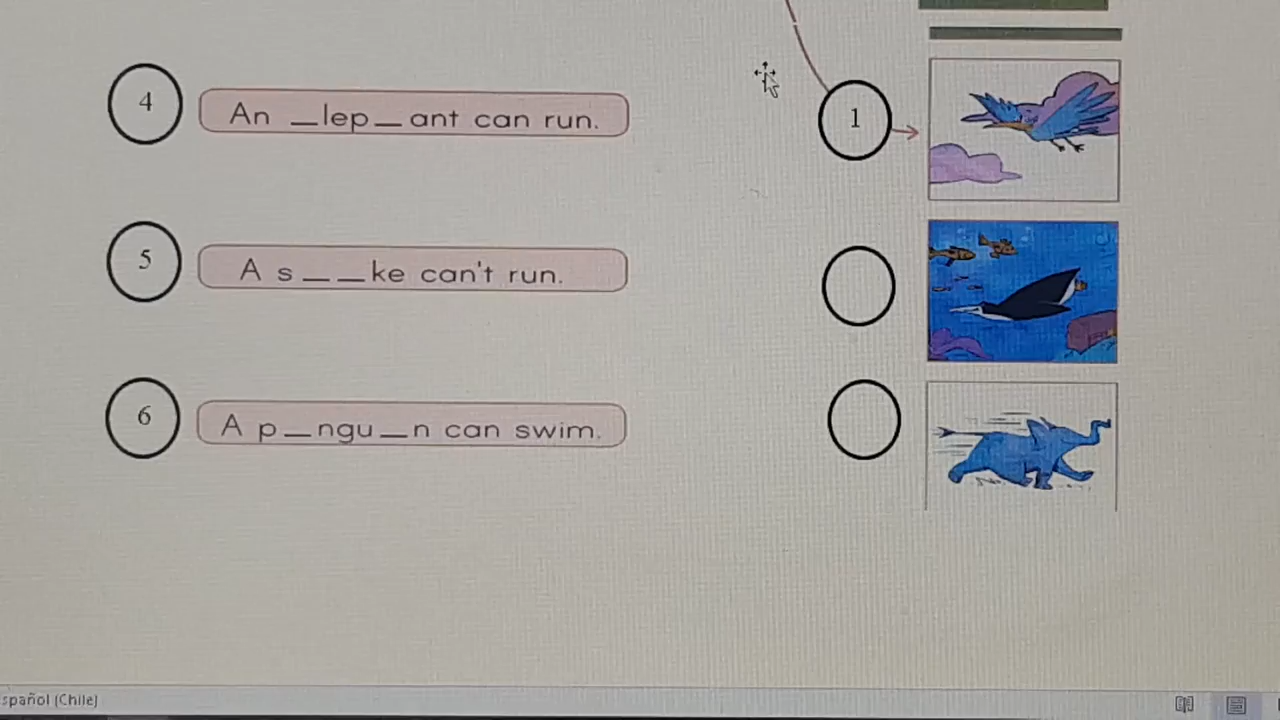 4
An _lep_ant can run.
1
5
A s__ke can't run.
6
A p_ngu_n can swim.
spañol (Chile)